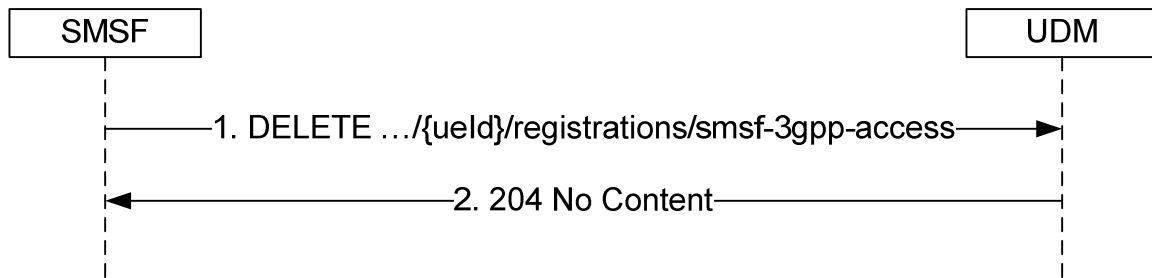 SMSF
UDM
1. DELETE …/{ueId}/registrations/smsf-3gpp-access
2. 204 No Content